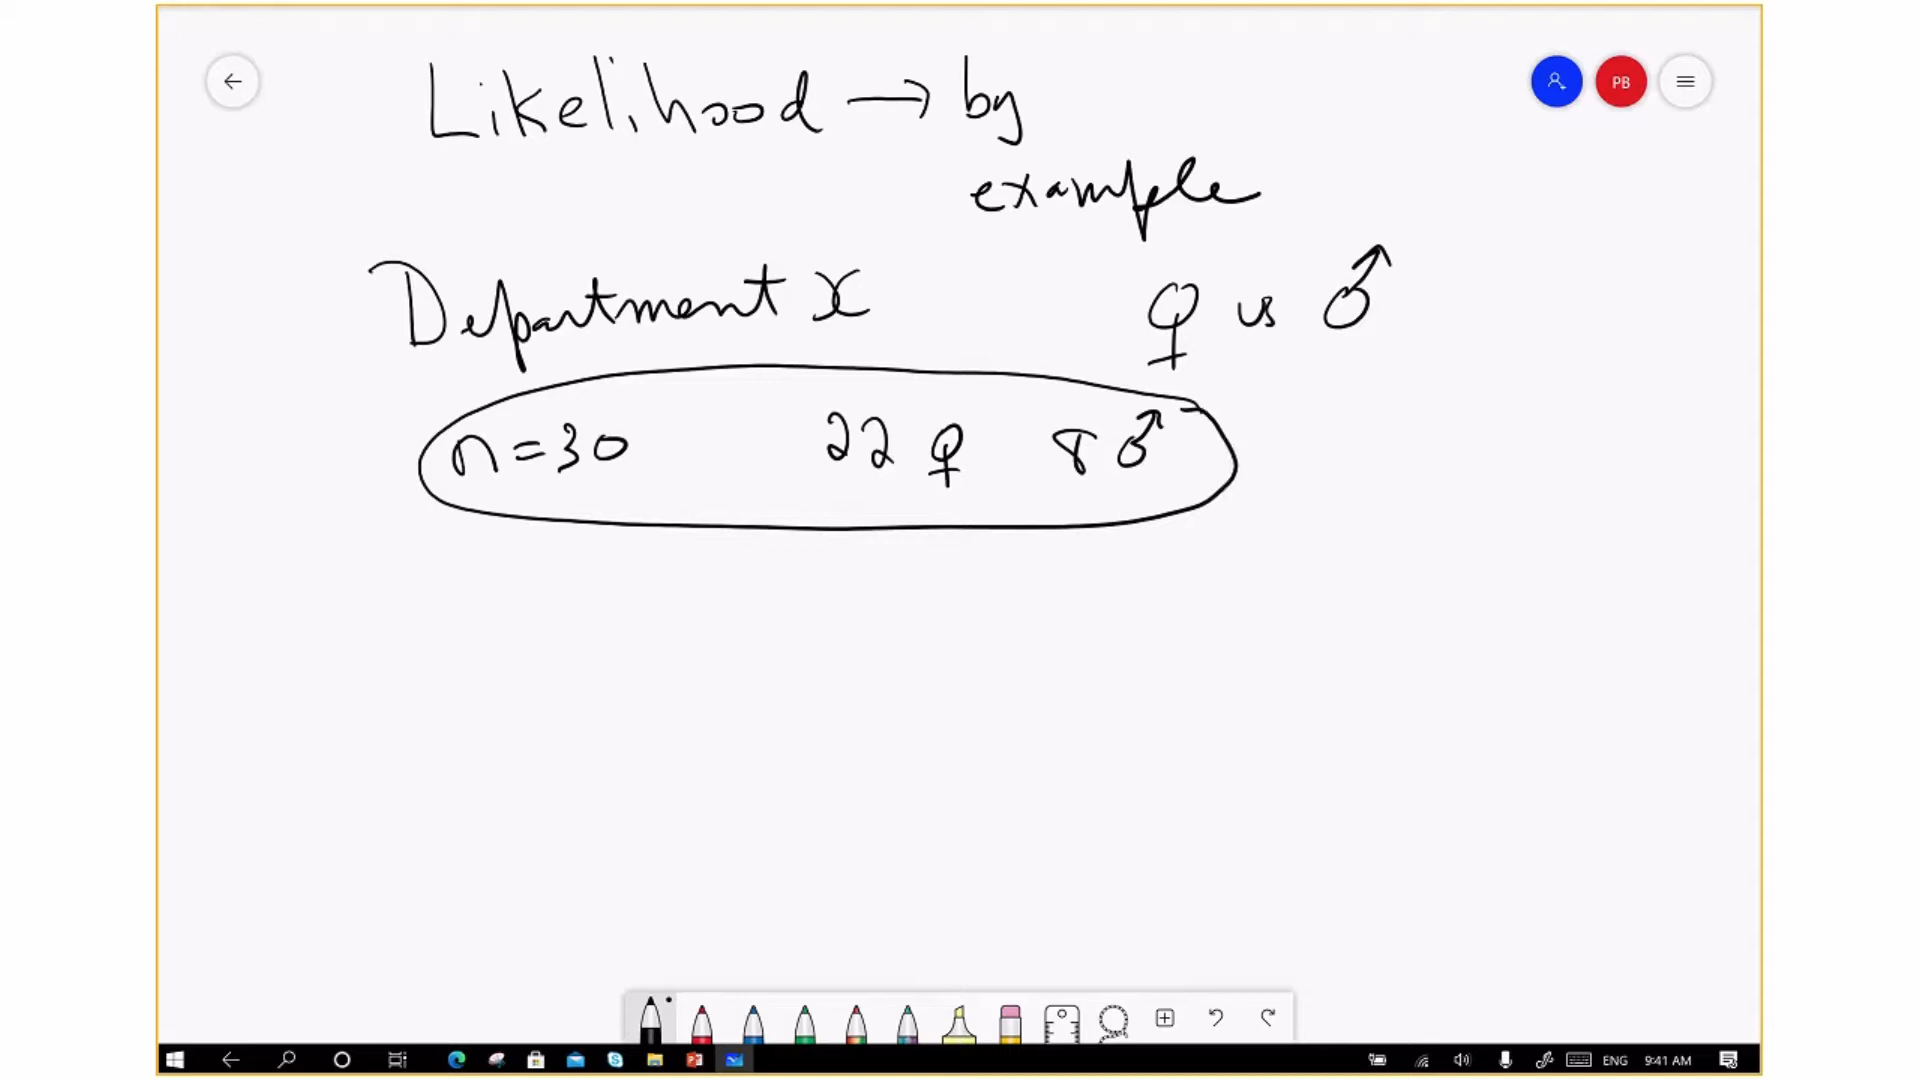 PB
Likelihood → by
example
Department x ♀ vs ♂
n = 30 22 ♀ 8 ♂
ENG 9:41 AM